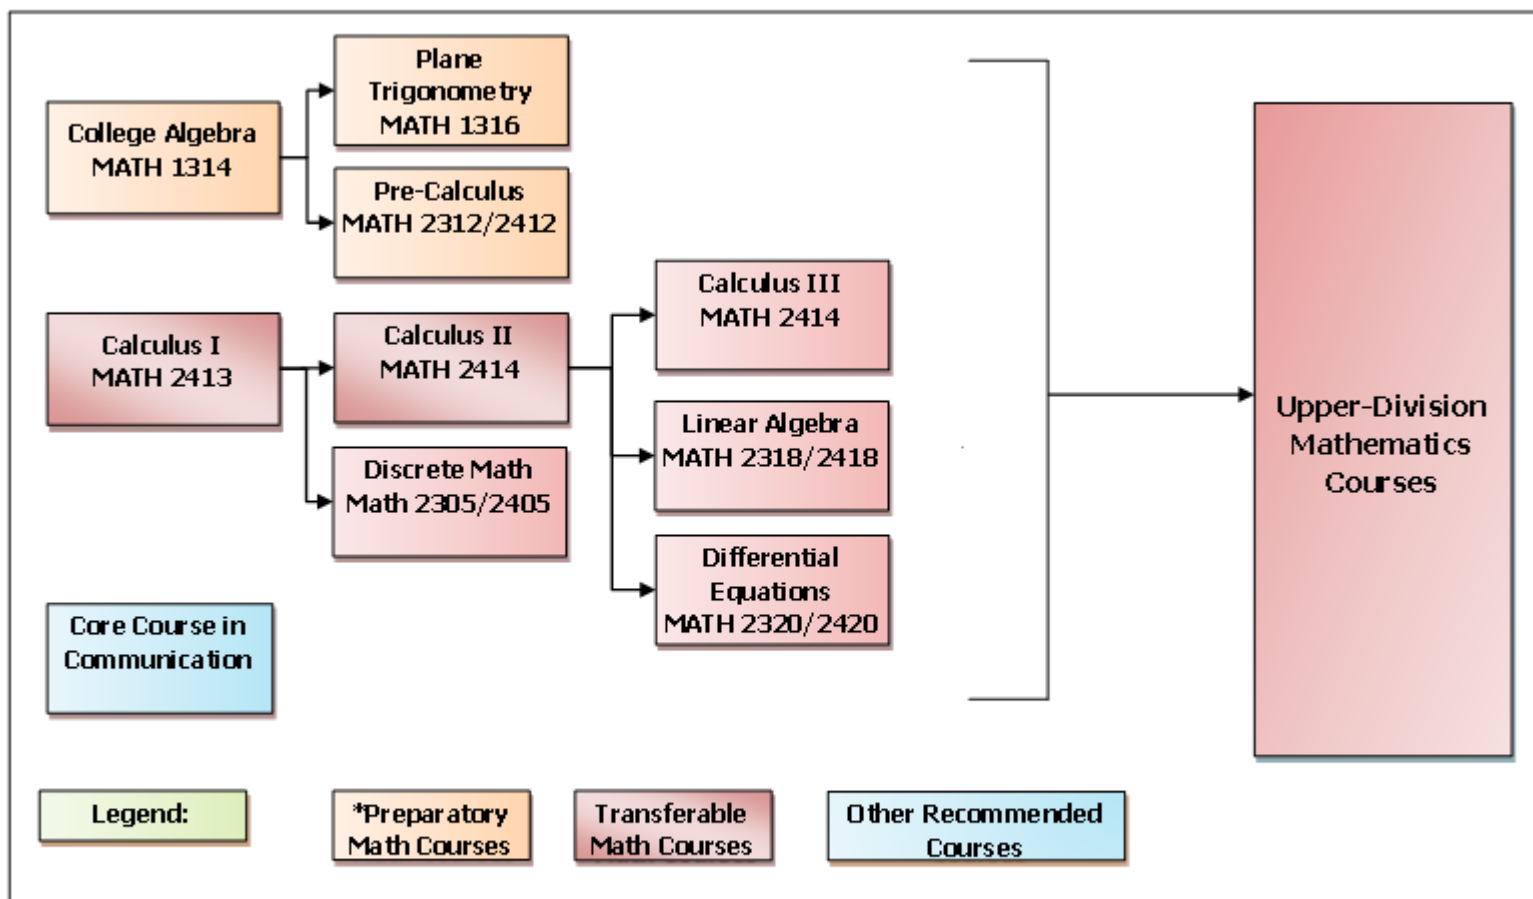 Plane
Trigonometry
MATH 1316
College Algebra
MATH 1314
Pre-Calculus
MATH 2312/2412
Calculus III
MATH 2414
Calculus I
MATH 2413
Calculus II
MATH 2414
Linear Algebra
MATH 2318/2418
Discrete Math
Math 2305/2405
Differential
Equations
MATH 2320/2420
Upper-Division
Mathematics
Courses
Core Course in
Communication
Legend:
*Preparatory
Math Courses
Transferable
Math Courses
Other Recommended
Courses